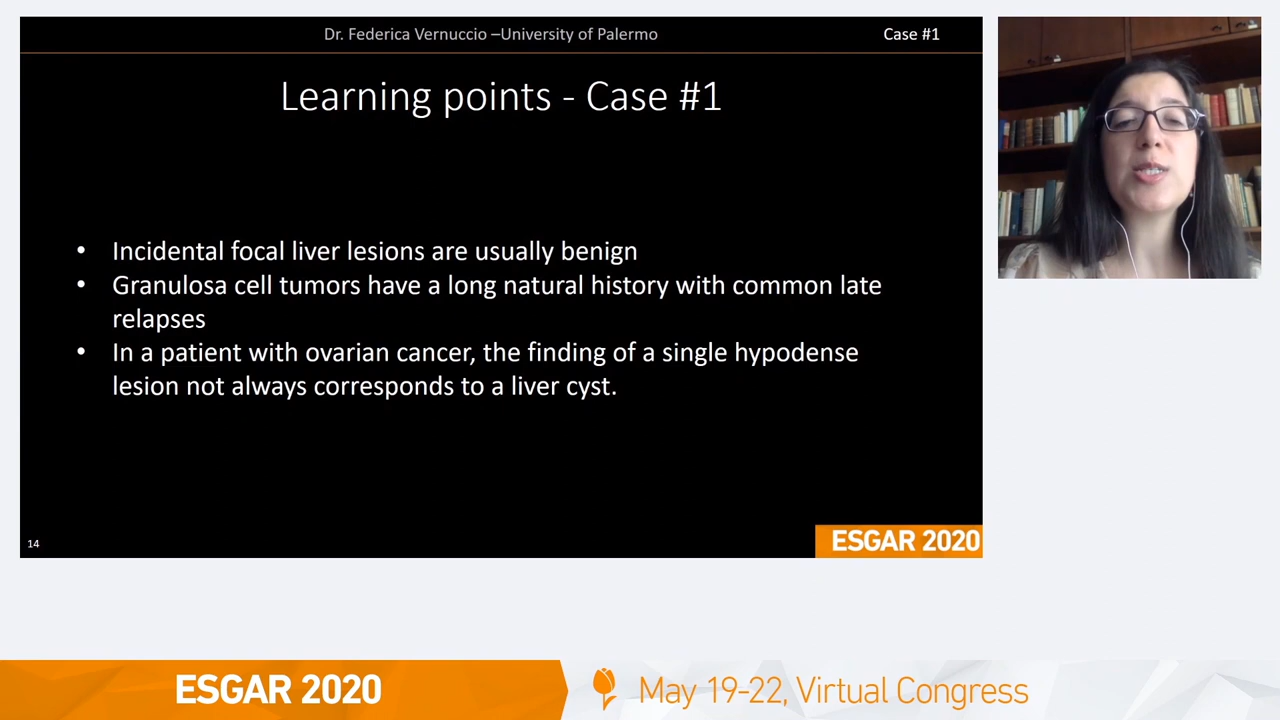 Dr. Federica Vernuccio –University of Palermo
Case #1
Learning points - Case #1
• Incidental focal liver lesions are usually benign
• Granulosa cell tumors have a long natural history with common late
relapses
• In a patient with ovarian cancer, the finding of a single hypodense
lesion not always corresponds to a liver cyst.
14
ESGAR 2020
ESGAR 2020
May 19-22, Virtual Congress